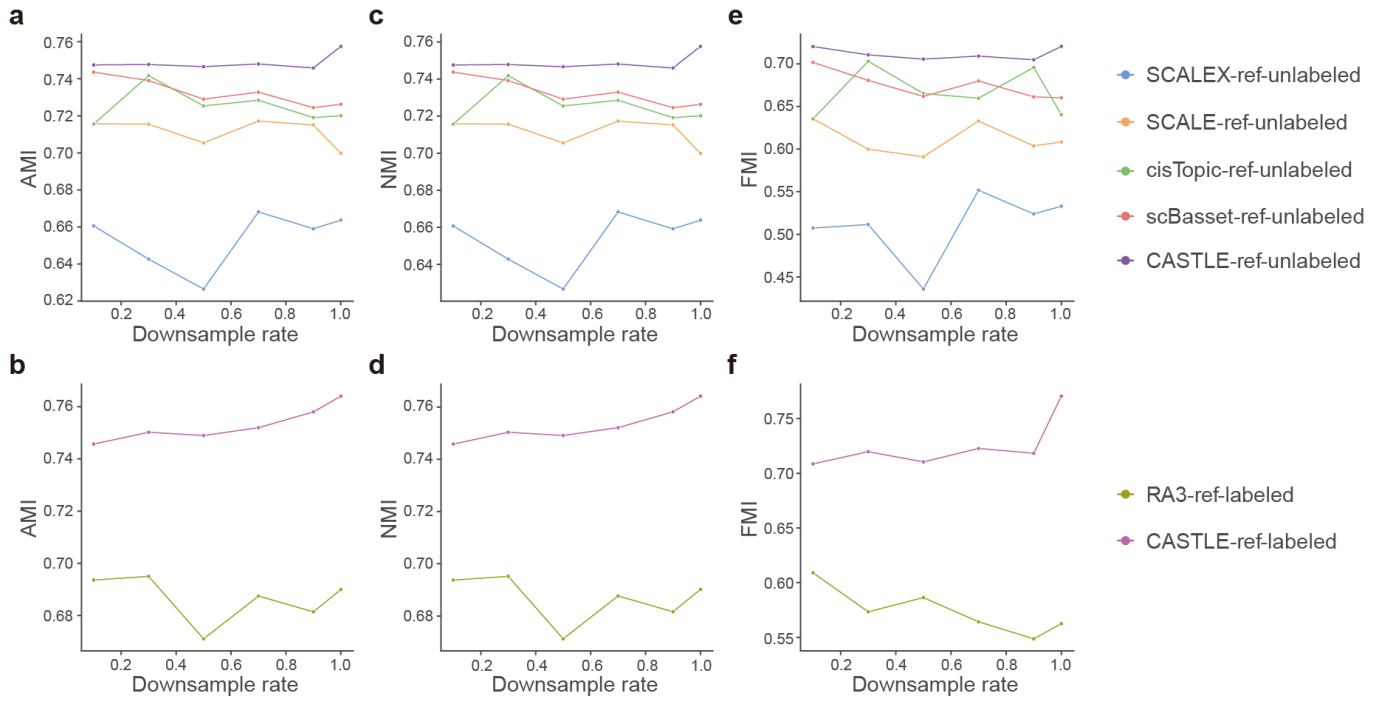 a
0.76
0.74
0.72
0.70
0.68
0.66
0.64
0.62
AMI
0.2 0.4 0.6 0.8 1.0
Downsample rate
c
0.76
0.74
0.72
0.70
0.68
0.66
0.64
NMI
0.2 0.4 0.6 0.8 1.0
Downsample rate
e
0.70
0.65
0.60
0.55
0.50
0.45
FMI
0.2 0.4 0.6 0.8 1.0
Downsample rate
SCALEX-ref-unlabeled
SCALE-ref-unlabeled
cisTopic-ref-unlabeled
scBasset-ref-unlabeled
CASTLE-ref-unlabeled
b
0.76
0.74
0.72
0.70
0.68
AMI
0.2 0.4 0.6 0.8 1.0
Downsample rate
d
0.76
0.74
0.72
0.70
0.68
NMI
0.2 0.4 0.6 0.8 1.0
Downsample rate
f
0.75
0.70
0.65
0.60
0.55
FMI
0.2 0.4 0.6 0.8 1.0
Downsample rate
RA3-ref-labeled
CASTLE-ref-labeled